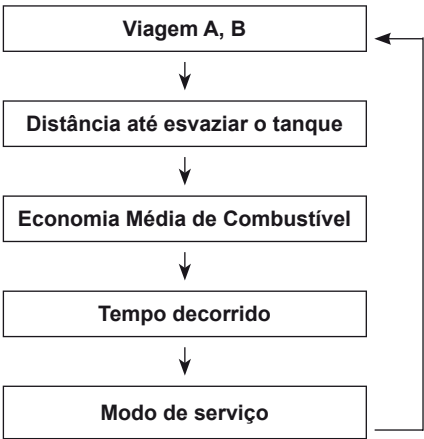 Viagem A, B
Distância até esvaziar o tanque
Economia Média de Combustível
Tempo decorrido
Modo de serviço